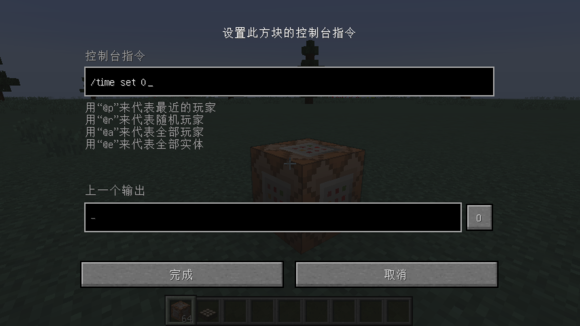 设置此方块的控制台指令
控制台指令
/time set 0_
用“@p”来代表最近的玩家
用“@r”来代表随机玩家
用“@a”来代表全部玩家
用“@e”来代表全部实体
上一个输出
-
O
完成
取消